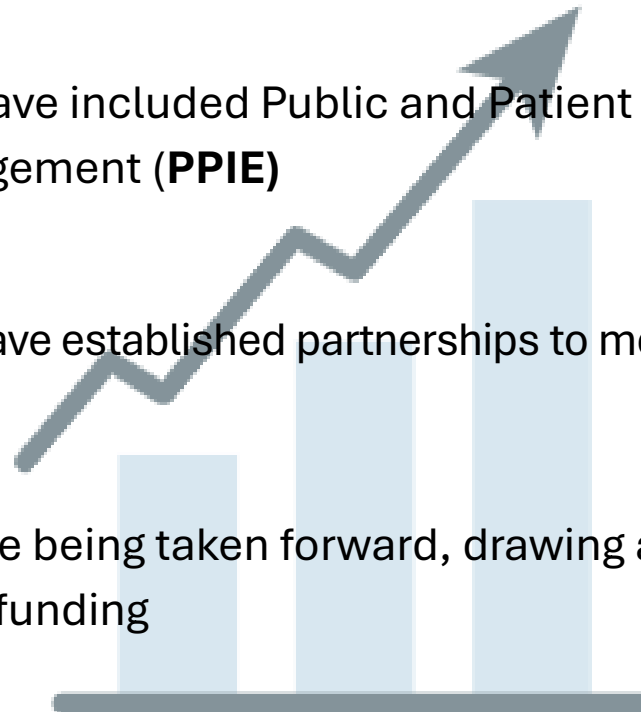 ave included Public and Patient
gement (PPIE)
ave established partnerships to m
e being taken forward, drawing a
funding